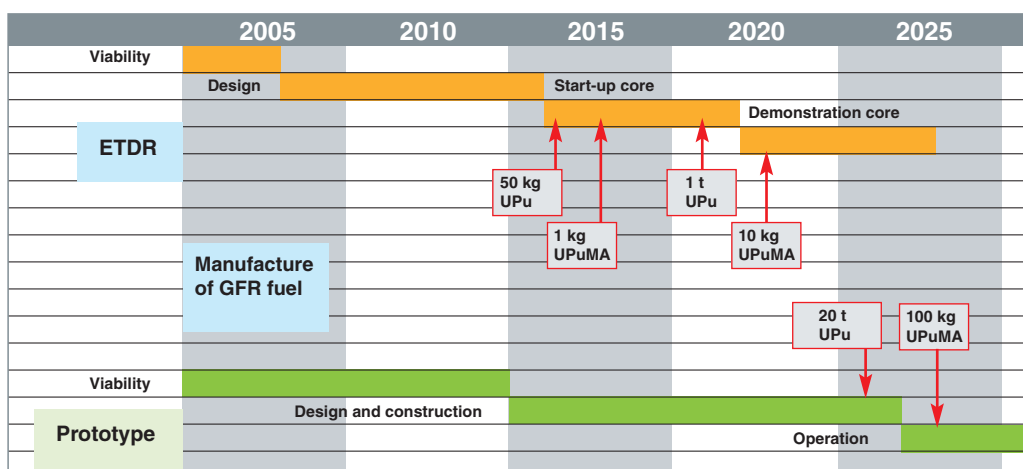 2005 2010 2015 2020 2025
Viability
Design Start-up core
Demonstration core
ETDR
50 kg
UPu
1 t
UPu
1 kg
UPuMA
10 kg
UPuMA
Manufacture
of GFR fuel
20 t
UPu
100 kg
UPuMA
Viability
Design and construction
Prototype
Operation